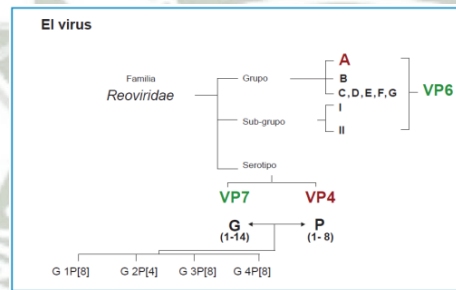 El virus
Familia
Reoviridae
Grupo
A
B
C, D, E, F, G
VP6
Sub-grupo
I
II
Serotipo
VP7
VP4
G
(1-14)
P
(1- 8)
G 1P[8]
G 2P[4]
G 3P[8]
G 4P[8]